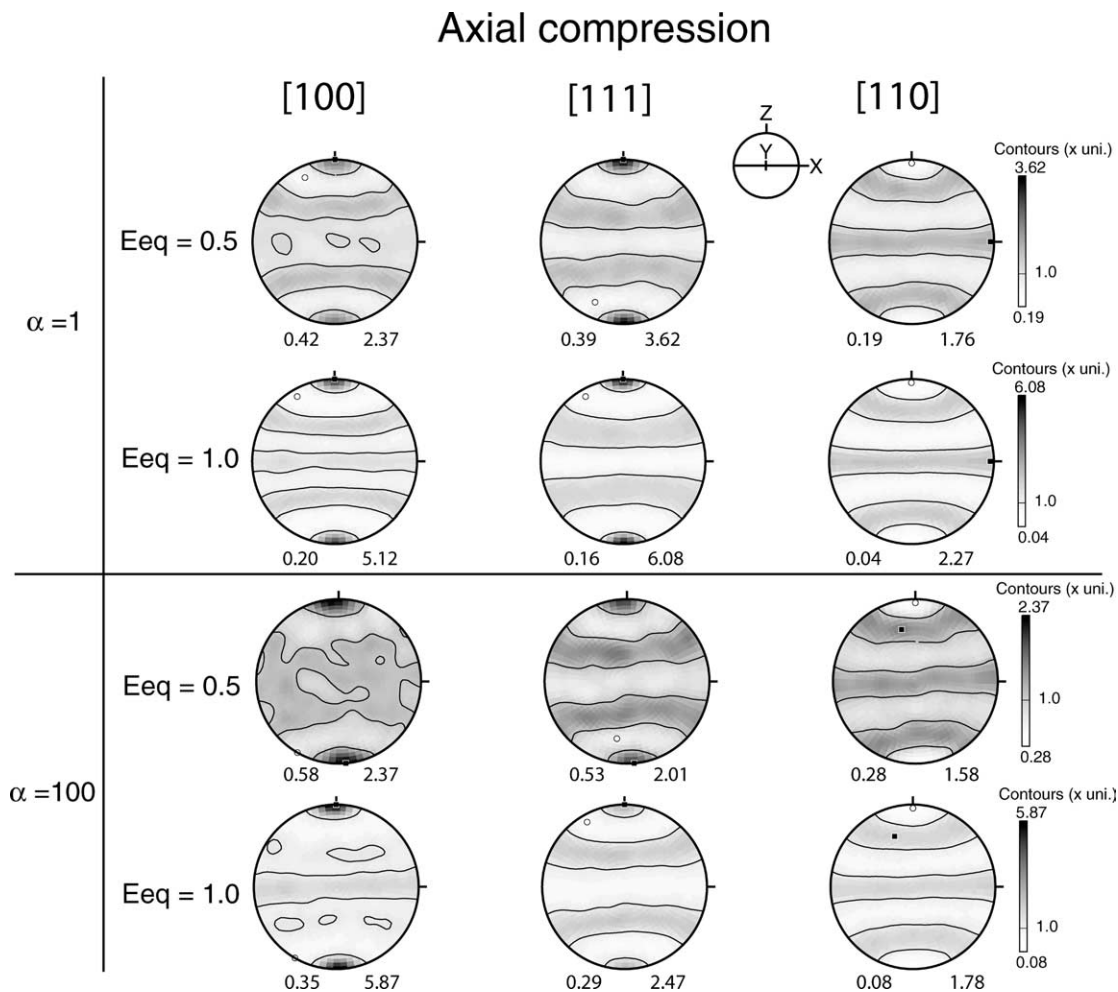 Axial compression
[100]
[111]
[110]
Z
Y
X
Contours (x uni.)
3.62
1.0
0.19
α =1
Eeq = 0.5
0.42 2.37
0.39 3.62
0.19 1.76
Contours (x uni.)
6.08
1.0
0.04
Eeq = 1.0
0.20 5.12
0.16 6.08
0.04 2.27
Contours (x uni.)
2.37
1.0
0.28
α =100
Eeq = 0.5
0.58 2.37
0.53 2.01
0.28 1.58
Contours (x uni.)
5.87
1.0
0.08
Eeq = 1.0
0.35 5.87
0.29 2.47
0.08 1.78